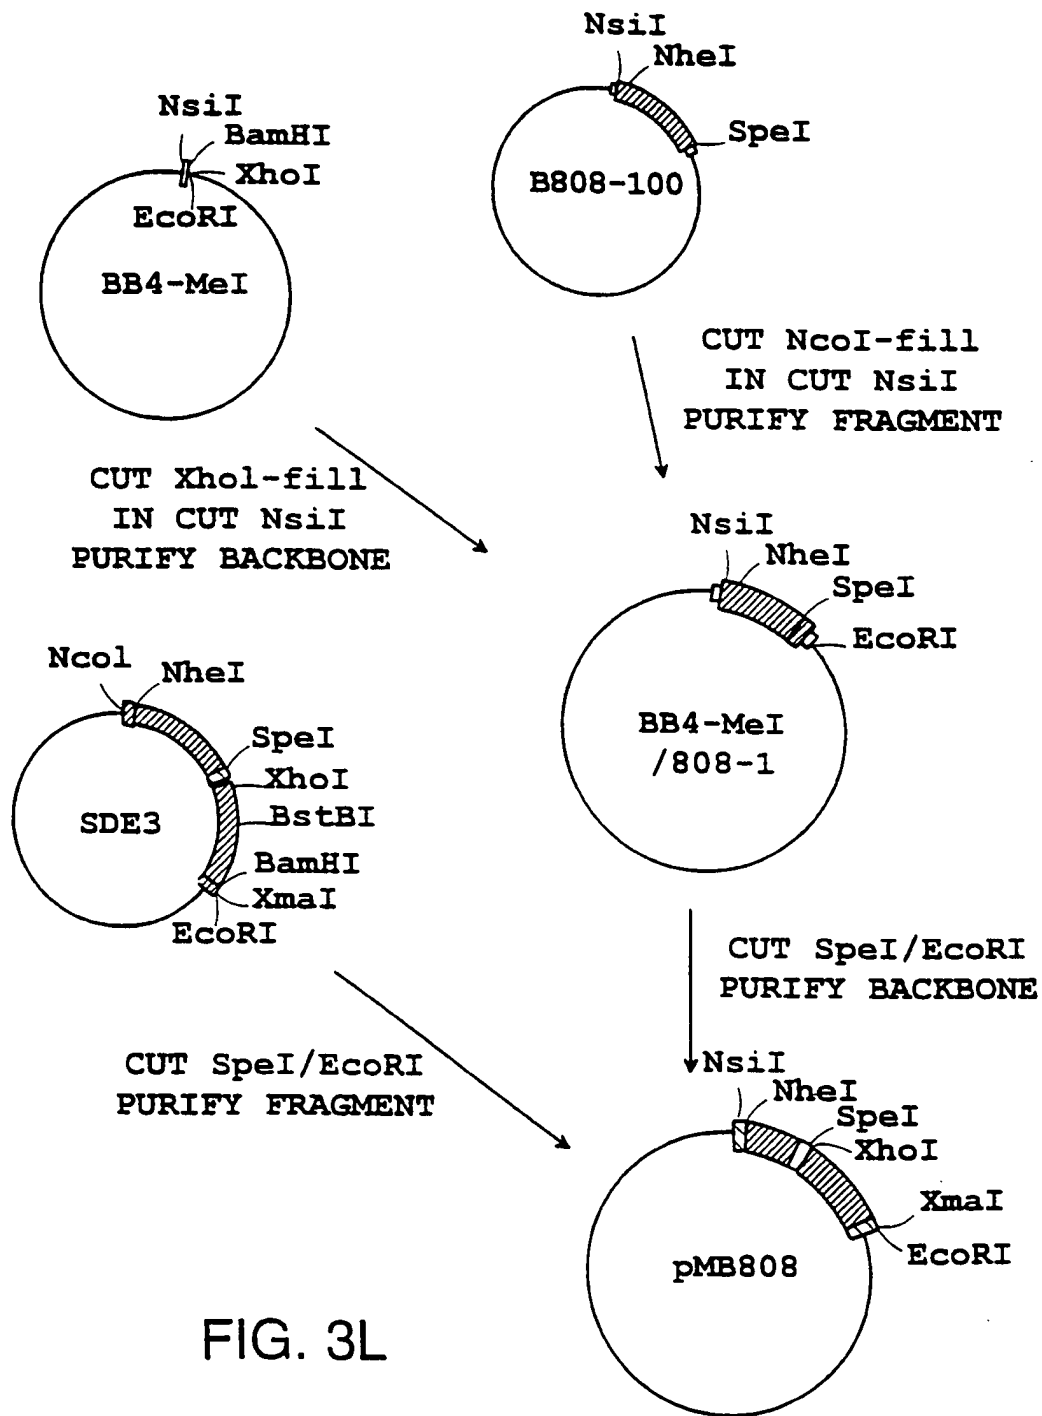 NsiI
NheI
SpeI
B808-100
NsiI
BamHI
XhoI
EcoRI
BB4-MeI
CUT NcoI-fill
IN CUT NsiI
PURIFY FRAGMENT
CUT Xhol-fill
IN CUT NsiI
PURIFY BACKBONE
NsiI
NheI
SpeI
EcoRI
BB4-MeI
/808-1
Ncol
NheI
SpeI
XhoI
BstBI
SDE3
BamHI
XmaI
EcoRI
CUT SpeI/EcoRI
PURIFY BACKBONE
CUT SpeI/EcoRI
PURIFY FRAGMENT
NsiI
NheI
SpeI
XhoI
XmaI
EcoRI
pMB808
FIG. 3L